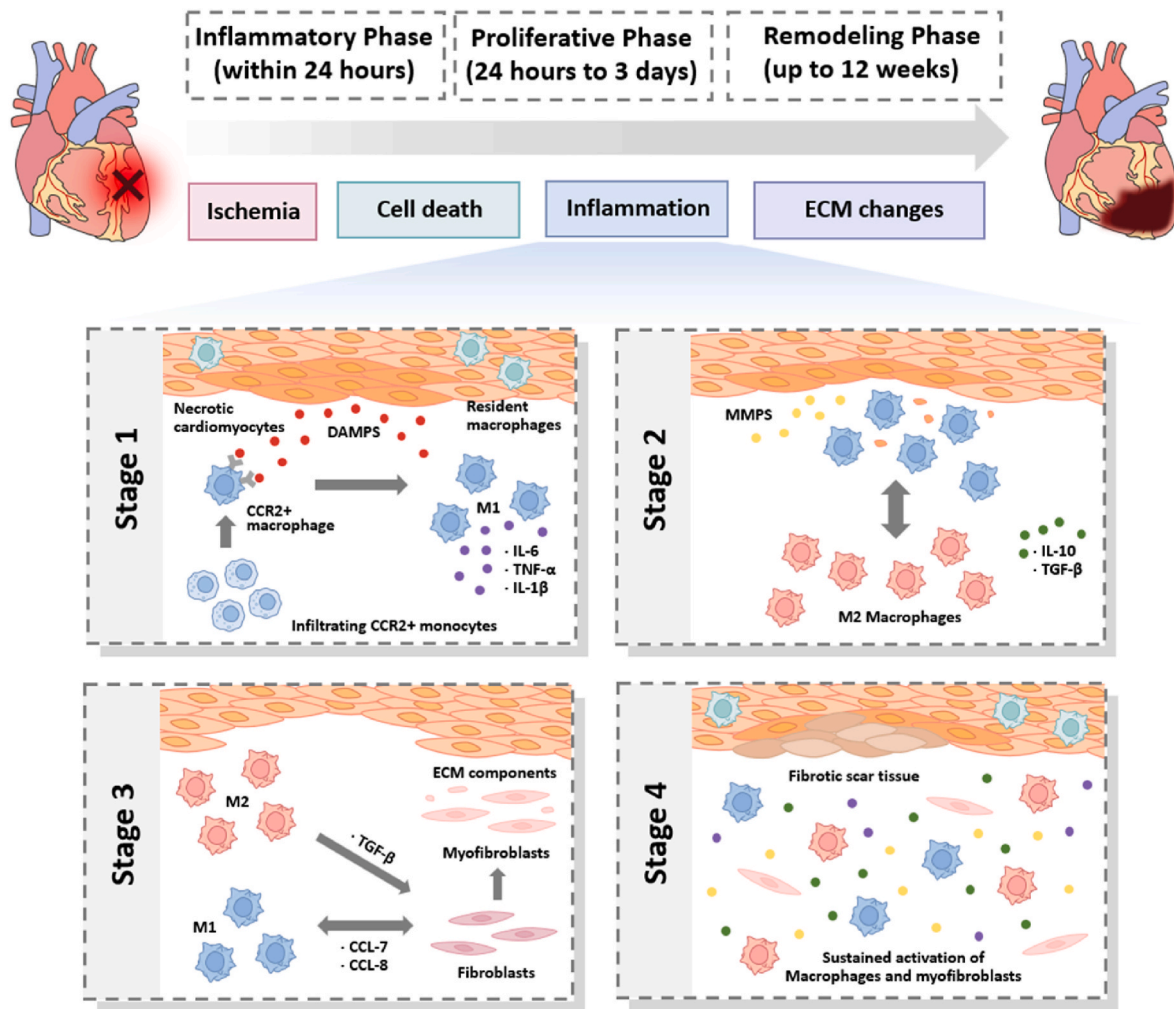 Inflammatory Phase
(within 24 hours)
Proliferative Phase
(24 hours to 3 days)
Remodeling Phase
(up to 12 weeks)
Ischemia
Cell death
Inflammation
ECM changes
Stage 1
Necrotic
cardiomyocytes
DAMPS
Resident
macrophages
CCR2+
macrophage
M1
· IL-6
· TNF-α
· IL-1β
Infiltrating CCR2+ monocytes
Stage 2
MMPS
· IL-10
· TGF-β
M2 Macrophages
Stage 3
M2
ECM components
· TGF-β
Myofibroblasts
M1
· CCL-7
· CCL-8
Fibroblasts
Stage 4
Fibrotic scar tissue
Sustained activation of
Macrophages and myofibroblasts